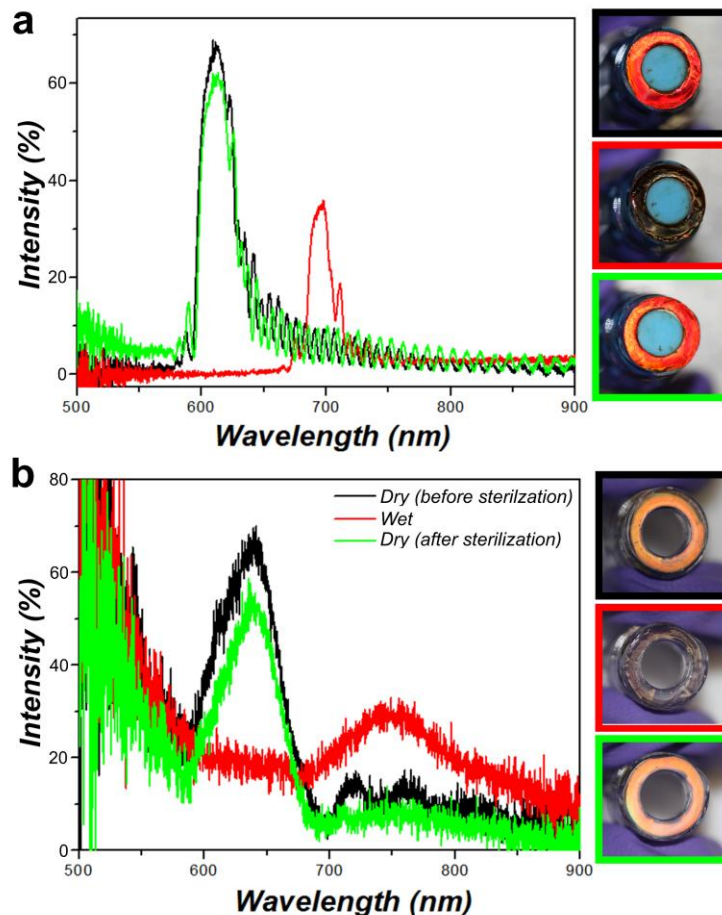 a
Intensity (%)
60
40
20
0
500
600
700
800
900
Wavelength (nm)
b
Intensity (%)
80
60
40
20
0
Dry (before sterilzation)
Wet
Dry (after sterilization)
500
600
700
800
900
Wavelength (nm)